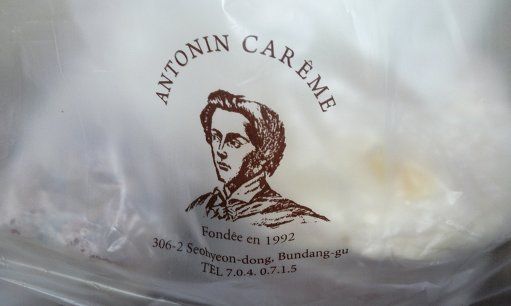 ANTONIN CARÊME
Fondée en 1992
306-2 Seohyeon-dong, Bundang-gu
TEL 7.0.4. 0.7.1.5